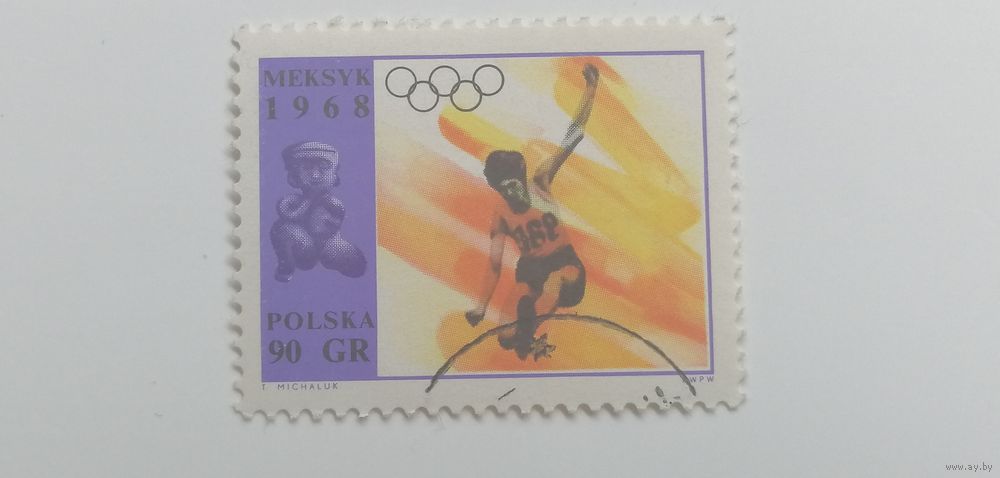 MEKSYK
1968
POLSKA
90 GR
T. MICHALUK
PWPW
www.ay.by